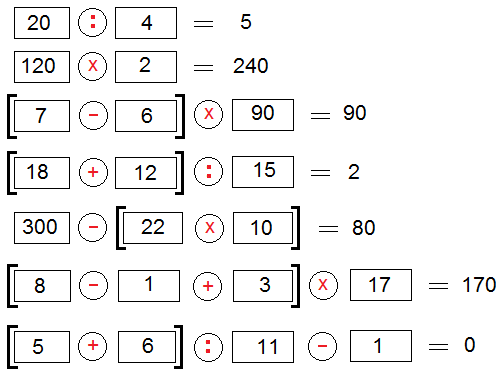 20 : 4 = 5
120 x 2 = 240
[ 7 - 6 ] x 90 = 90
[ 18 + 12 ] : 15 = 2
300 - [ 22 x 10 ] = 80
[ 8 - 1 + 3 ] x 17 = 170
[ 5 + 6 ] : 11 - 1 = 0